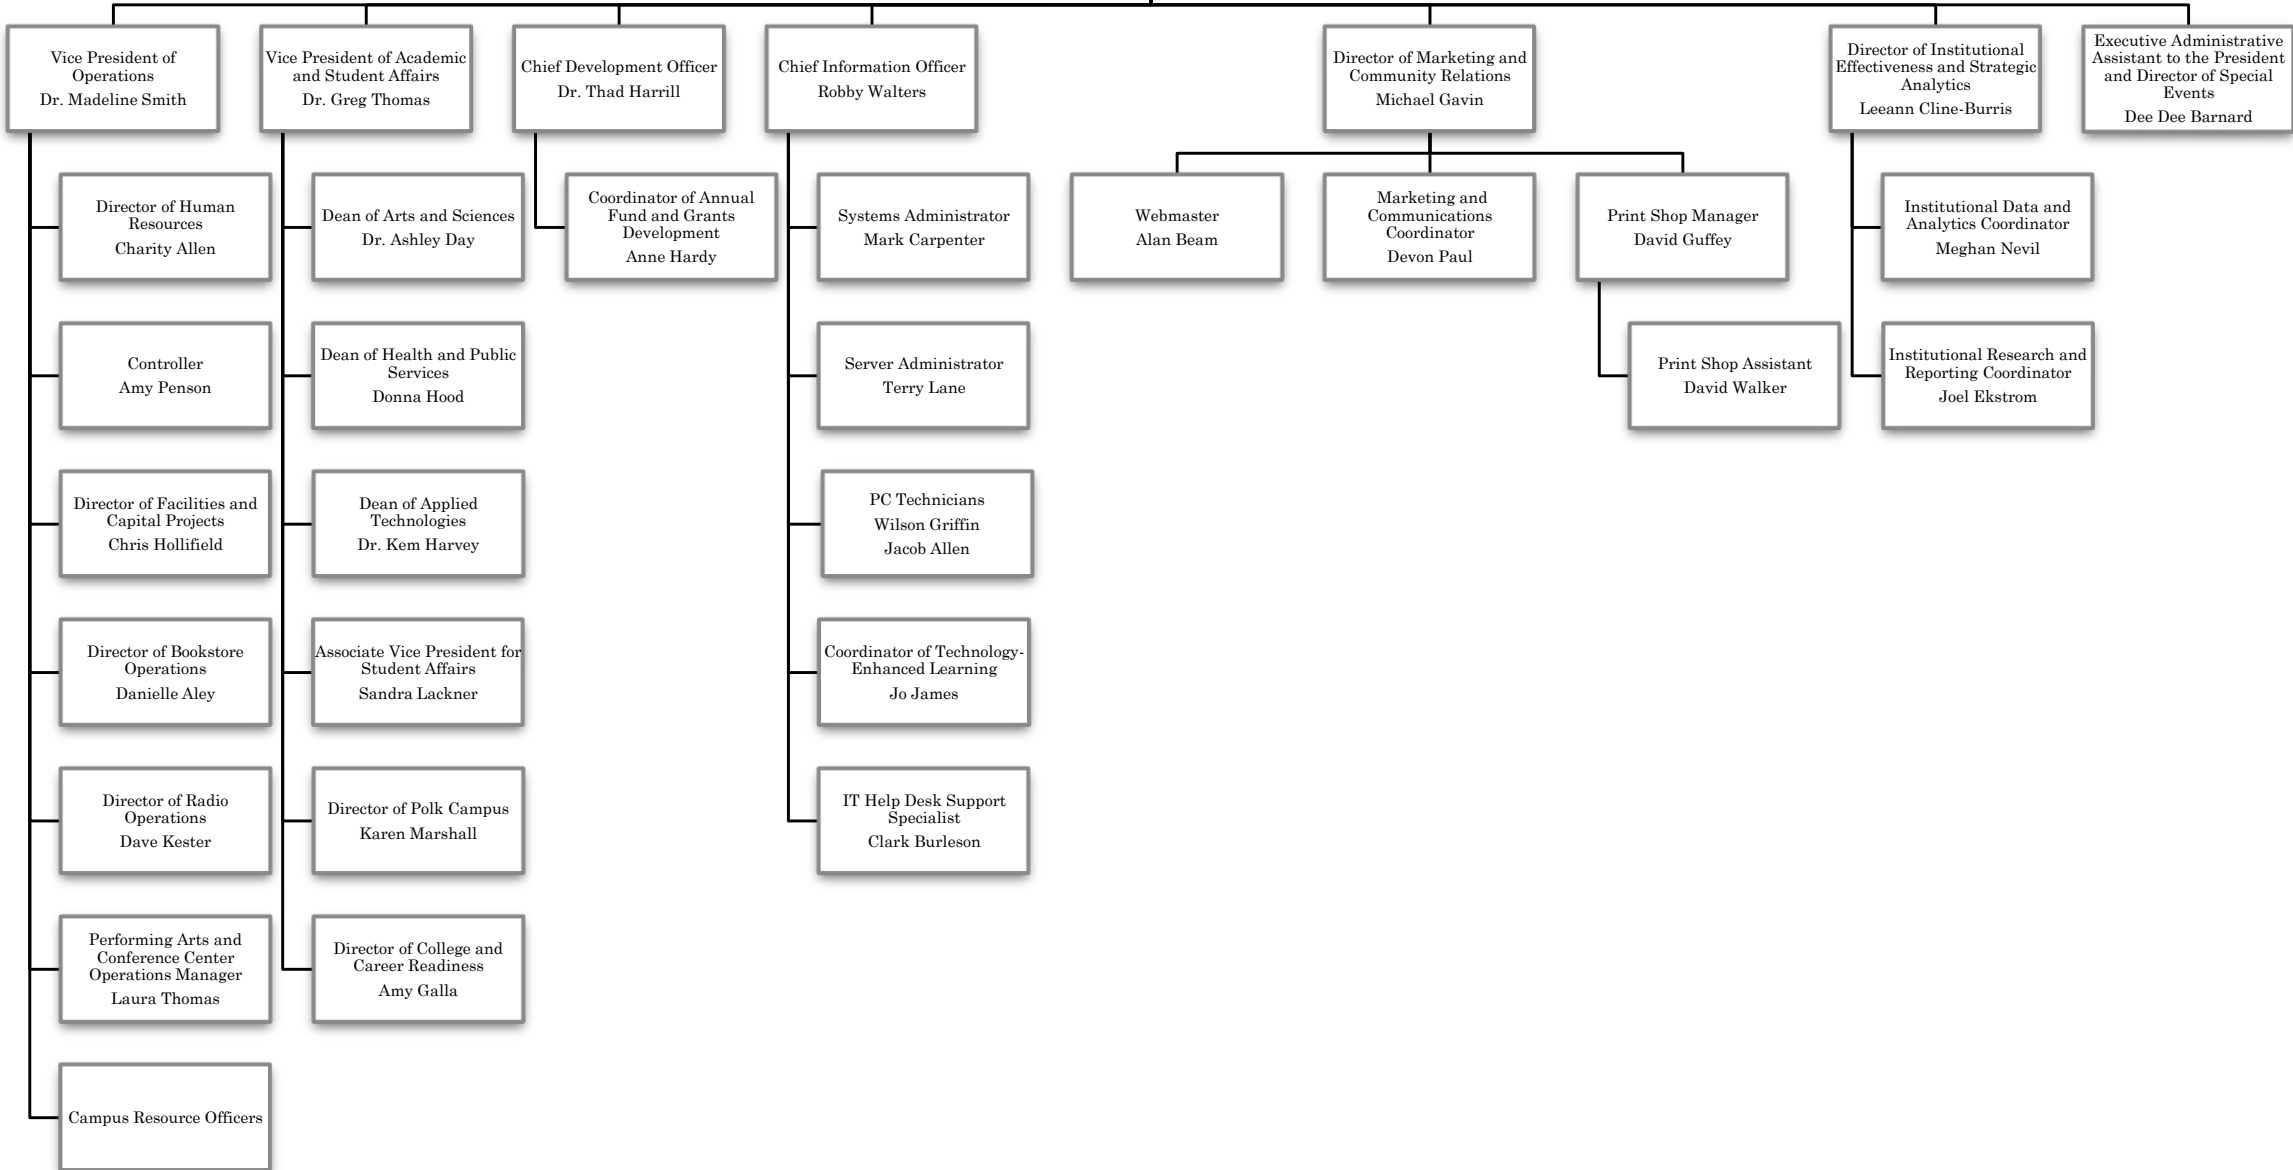 Vice President of
Operations
Dr. Madeline Smith
Vice President of Academic
and Student Affairs
Dr. Greg Thomas
Chief Development Officer
Dr. Thad Harrill
Chief Information Officer
Robby Walters
Director of Marketing and
Community Relations
Michael Gavin
Director of Institutional
Effectiveness and Strategic
Analytics
Leeann Cline-Burris
Executive Administrative
Assistant to the President
and Director of Special
Events
Dee Dee Barnard
Director of Human
Resources
Charity Allen
Dean of Arts and Sciences
Dr. Ashley Day
Coordinator of Annual
Fund and Grants
Development
Anne Hardy
Systems Administrator
Mark Carpenter
Webmaster
Alan Beam
Marketing and
Communications
Coordinator
Devon Paul
Print Shop Manager
David Guffey
Institutional Data and
Analytics Coordinator
Meghan Nevil
Controller
Amy Penson
Dean of Health and Public
Services
Donna Hood
Server Administrator
Terry Lane
Print Shop Assistant
David Walker
Institutional Research and
Reporting Coordinator
Joel Ekstrom
Director of Facilities and
Capital Projects
Chris Hollifield
Dean of Applied
Technologies
Dr. Kem Harvey
PC Technicians
Wilson Griffin
Jacob Allen
Director of Bookstore
Operations
Danielle Aley
Associate Vice President for
Student Affairs
Sandra Lackner
Coordinator of Technology-
Enhanced Learning
Jo James
Director of Radio
Operations
Dave Kester
Director of Polk Campus
Karen Marshall
IT Help Desk Support
Specialist
Clark Burleson
Performing Arts and
Conference Center
Operations Manager
Laura Thomas
Director of College and
Career Readiness
Amy Galla
Campus Resource Officers